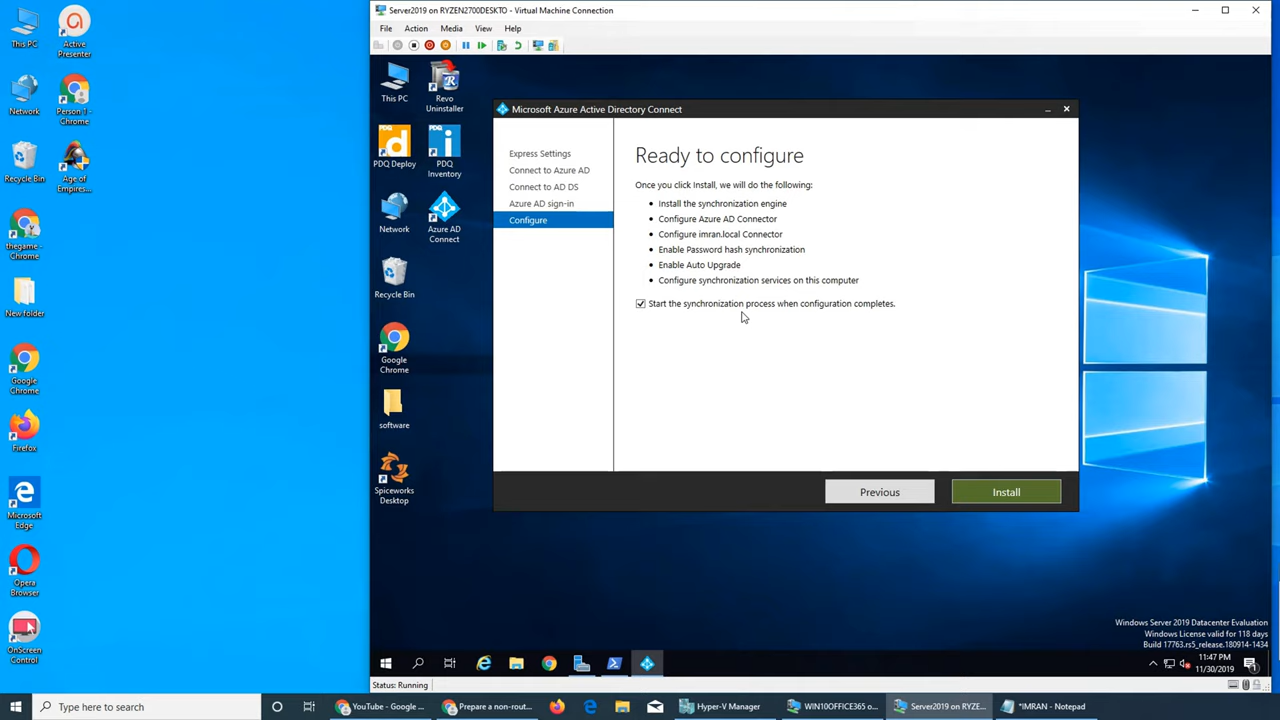 Server2019 on RYZEN2700DESKTO - Virtual Machine Connection
File Action Media View Help
This PC
Active
Presenter
Network
Person 1 -
Chrome
Recycle Bin
Age of
Empires...
thegame -
Chrome
New folder
Google
Chrome
Firefox
Microsoft
Edge
Opera
Browser
OnScreen
Control
This PC
Revo
Uninstaller
PDQ Deploy
PDQ
Inventory
Network
Azure AD
Connect
Recycle Bin
Google
Chrome
software
Spiceworks
Desktop
Microsoft Azure Active Directory Connect
Express Settings
Connect to Azure AD
Connect to AD DS
Azure AD sign-in
Configure
Ready to configure
Once you click Install, we will do the following:
• Install the synchronization engine
• Configure Azure AD Connector
• Configure imran.local Connector
• Enable Password hash synchronization
• Enable Auto Upgrade
• Configure synchronization services on this computer
Start the synchronization process when configuration completes.
Previous
Install
Windows Server 2019 Datacenter Evaluation
Windows License valid for 118 days
Build 17763.rs5_release.180914-1434
11:47 PM
11/30/2019
Status: Running
Type here to search
YouTube - Google ...
Prepare a non-rout...
Hyper-V Manager
WIN10OFFICE365 o...
Server2019 on RYZE...
*IMRAN - Notepad